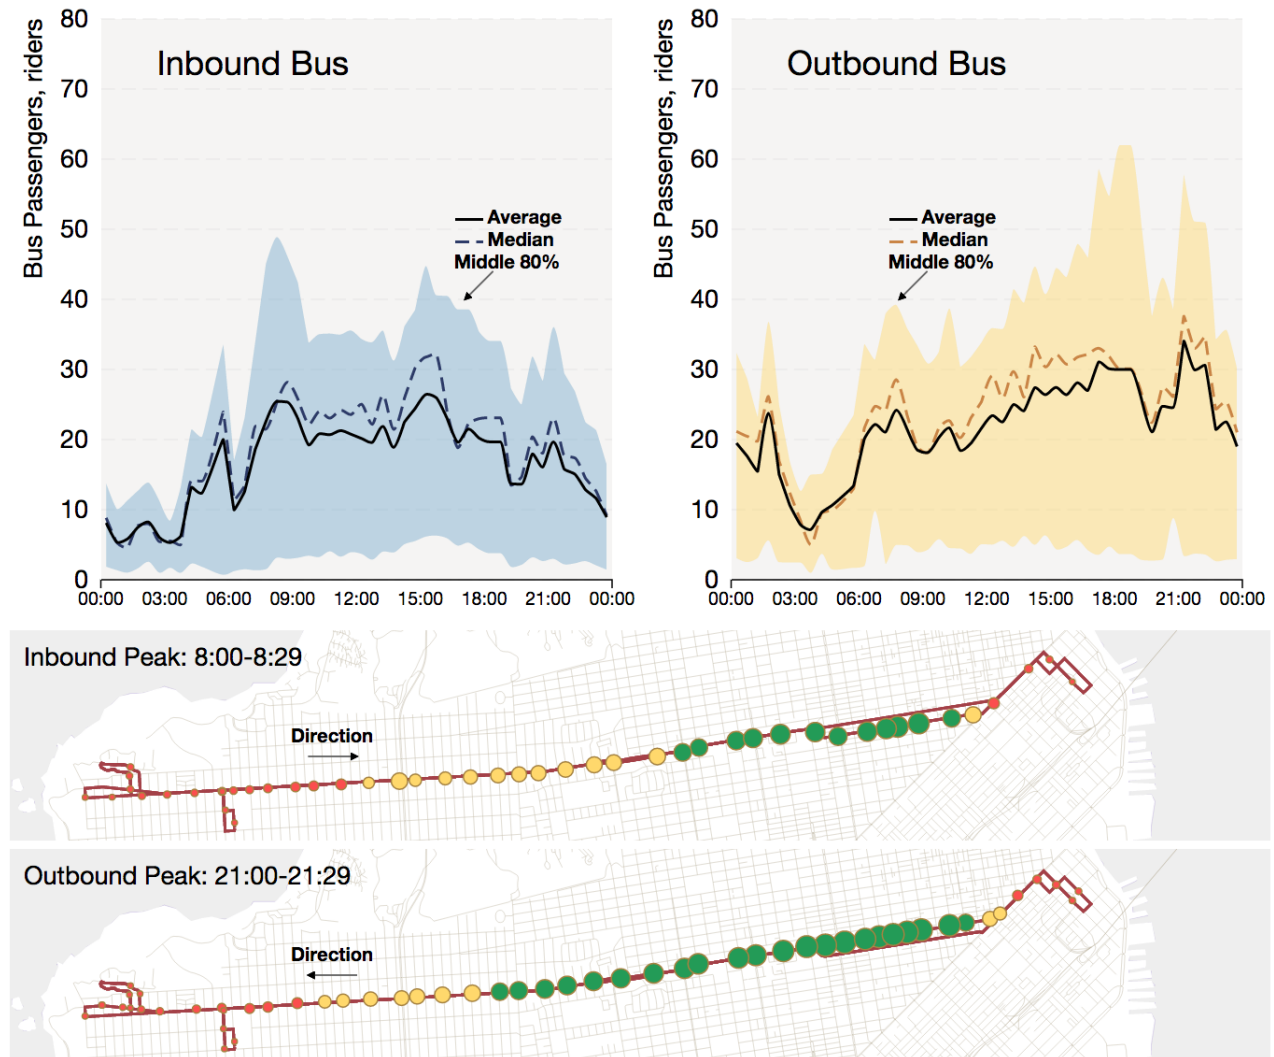 Inbound Bus
Bus Passengers, riders
80
70
60
50
40
30
20
10
0
Average
Median
Middle 80%
00:00 03:00 06:00 09:00 12:00 15:00 18:00 21:00 00:00
Outbound Bus
Bus Passengers, riders
80
70
60
50
40
30
20
10
0
Average
Median
Middle 80%
00:00 03:00 06:00 09:00 12:00 15:00 18:00 21:00 00:00
Inbound Peak: 8:00-8:29
Direction
Outbound Peak: 21:00-21:29
Direction